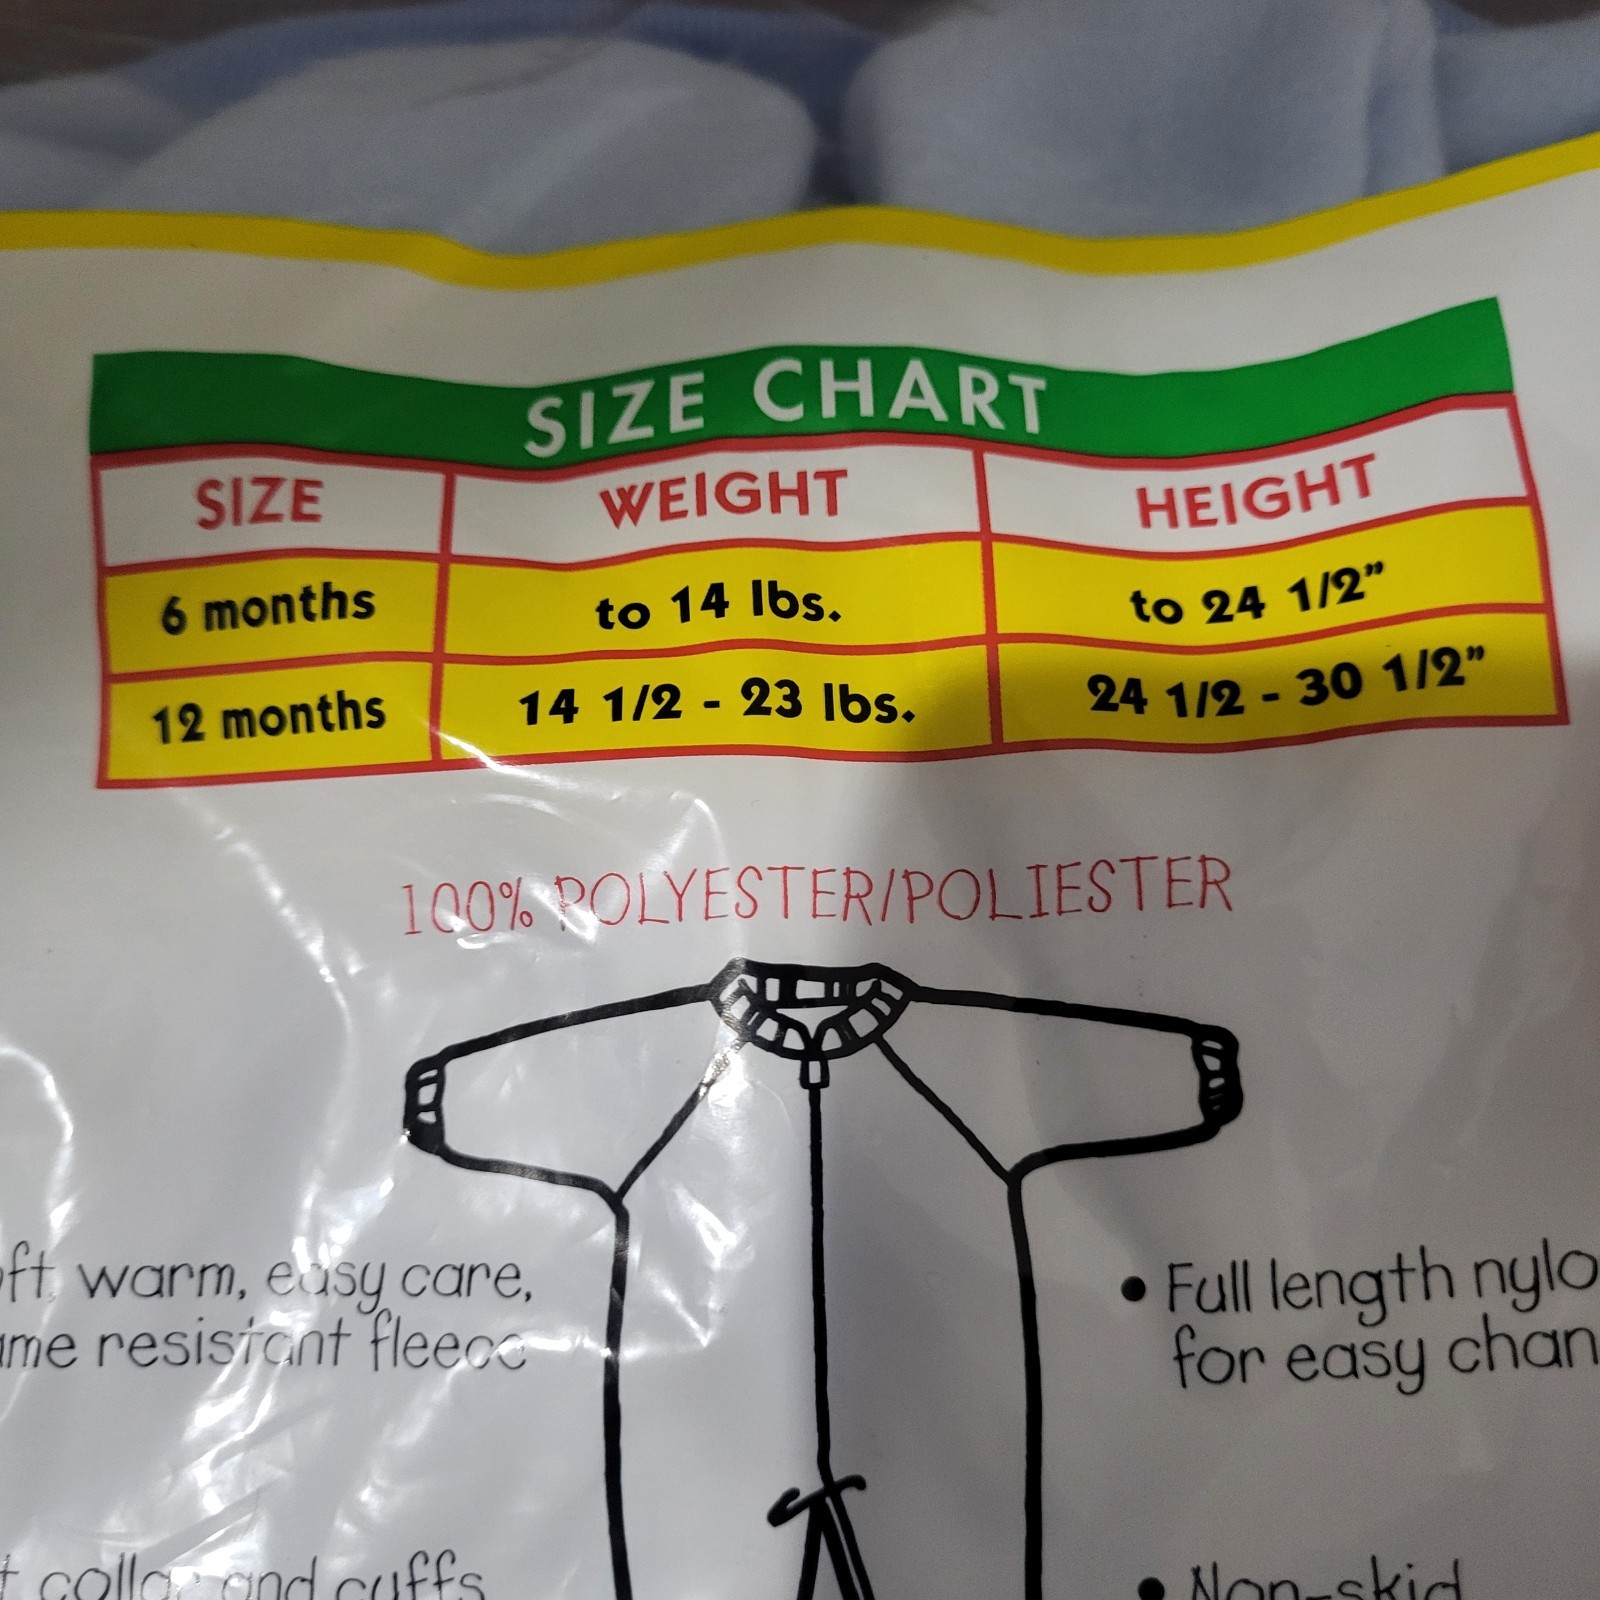 SIZE CHART
SIZE WEIGHT HEIGHT
6 months to 14 lbs. to 24 1/2”
12 months 14 1/2 - 23 lbs. 24 1/2 - 30 1/2”
100% POLYESTER/POLIESTER
warm, easy care,
resistant fleece
• Full length
for easy
collar and cuffs
• Non-skid